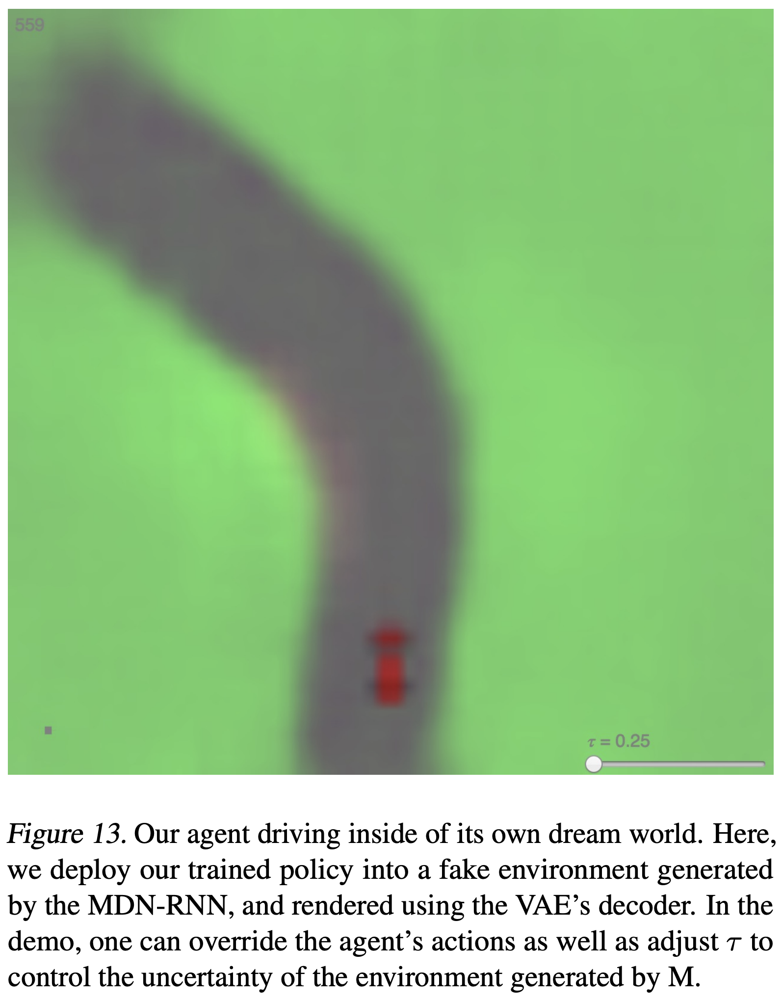 559
τ = 0.25
Figure 13. Our agent driving inside of its own dream world. Here,
we deploy our trained policy into a fake environment generated
by the MDN-RNN, and rendered using the VAE’s decoder. In the
demo, one can override the agent’s actions as well as adjust τ to
control the uncertainty of the environment generated by M.